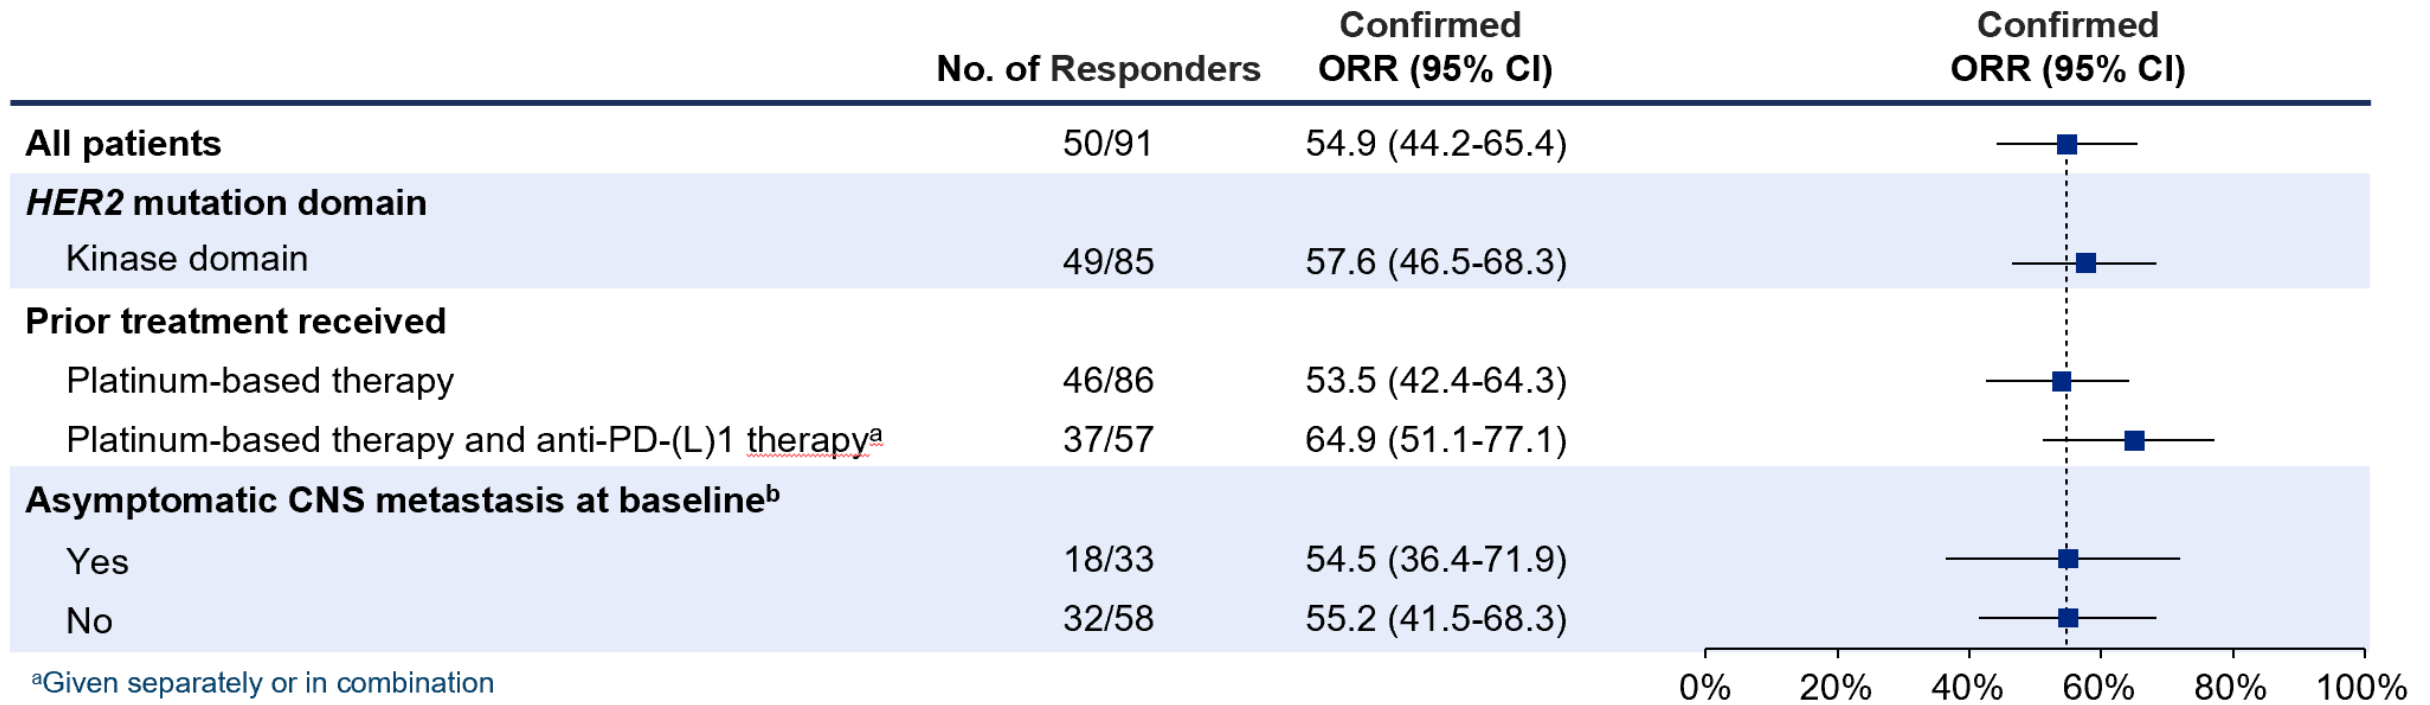 Confirmed Confirmed
No. of Responders ORR (95% CI) ORR (95% CI)
All patients 50/91 54.9 (44.2-65.4)
HER2 mutation domain
Kinase domain 49/85 57.6 (46.5-68.3)
Prior treatment received
Platinum-based therapy 46/86 53.5 (42.4-64.3)
Platinum-based therapy and anti-PD-(L)1 therapyᵃ 37/57 64.9 (51.1-77.1)
Asymptomatic CNS metastasis at baselineᵇ
Yes 18/33 54.5 (36.4-71.9)
No 32/58 55.2 (41.5-68.3)
ᵃGiven separately or in combination
0% 20% 40% 60% 80% 100%